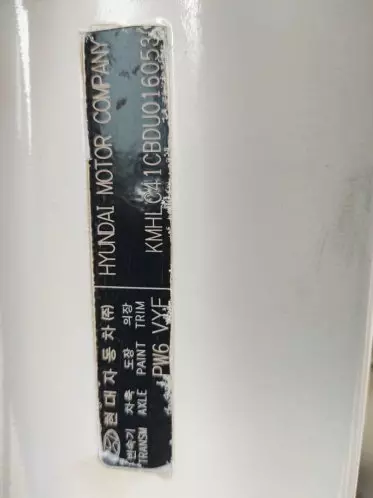 현대자동차(주) HYUNDAI MOTOR COMPANY
변속기 차축 도장 의장
TRANSM AXLE PAINT TRIM KMHLC41CBDU016053
PW6 VYF